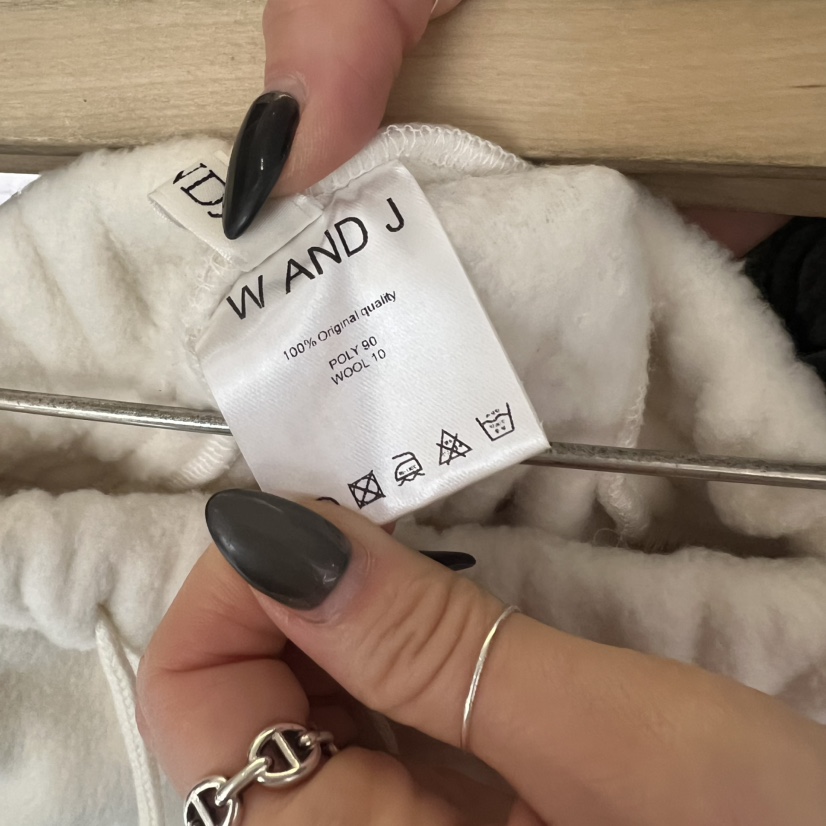 W AND J
100% Original quality
POLY 90
WOOL 10